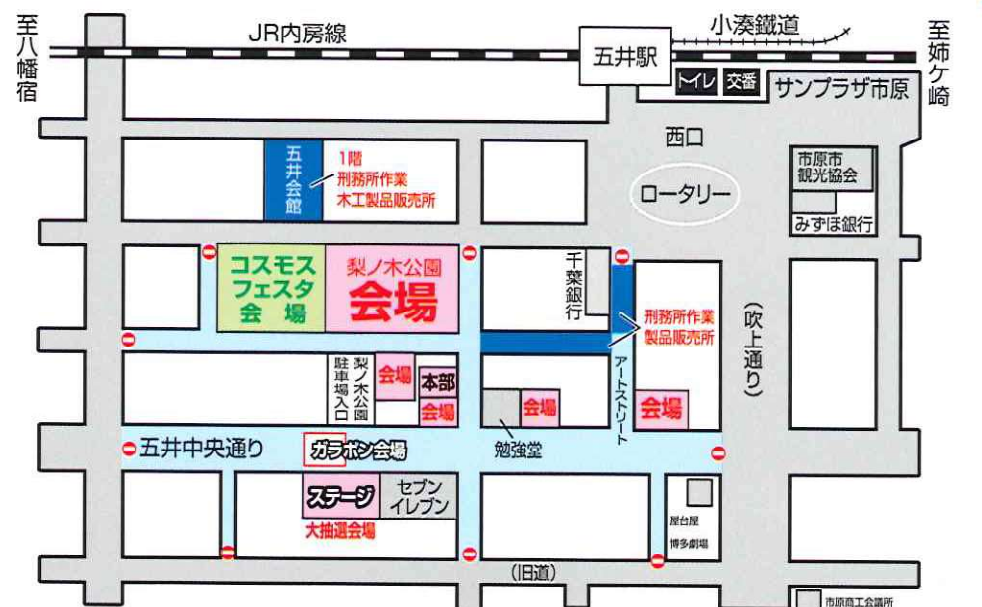 至八幡宿
JR内房線
五井駅
小湊鐵道
至姉ケ崎
トイレ
交番
サンプラザ市原
西口
ロータリー
市原市
観光協会
みずほ銀行
五井会館
1階
刑務所作業
木工製品販売所
コスモス
フェスタ
会場
梨ノ木公園
会場
千葉銀行
刑務所作業
製品販売所
(吹上通り)
アートストリート
梨ノ木公園
駐車場入口
会場
本部
会場
会場
勉強堂
会場
五井中央通り
ガラポン会場
ステージ
大抽選会場
セブン
イレブン
屋台屋
博多劇場
(旧道)
市原商工会議所